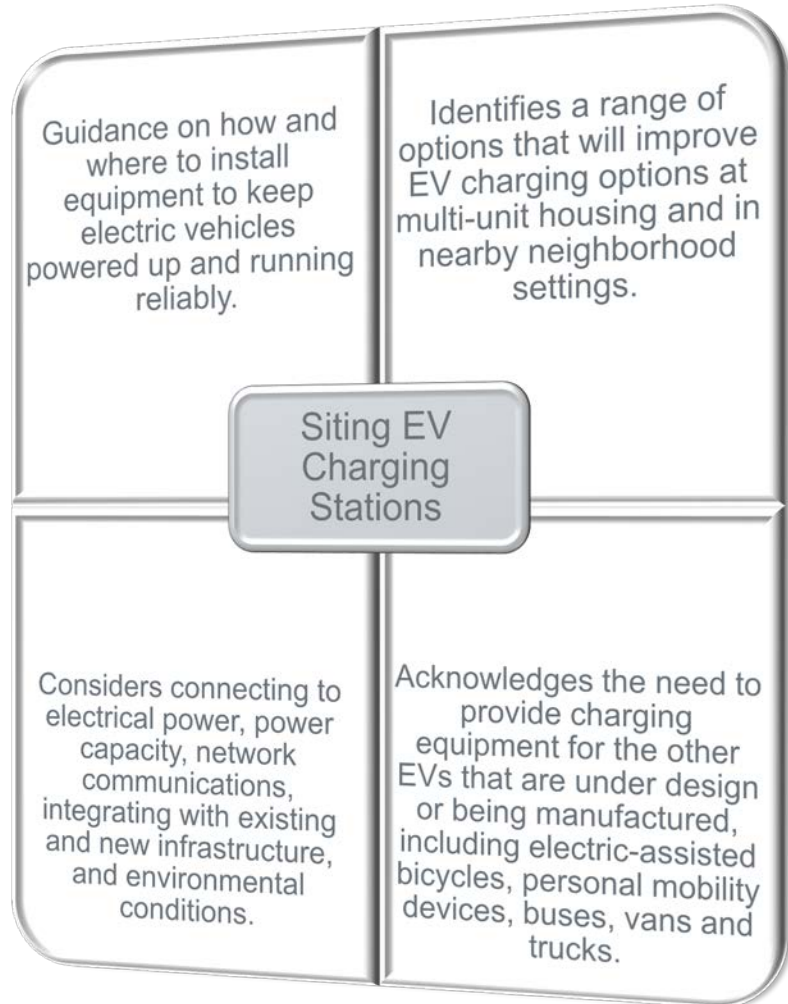 Guidance on how and
where to install
equipment to keep
electric vehicles
powered up and running
reliably.
Identifies a range of
options that will improve
EV charging options at
multi-unit housing and in
nearby neighborhood
settings.
Siting EV
Charging
Stations
Considers connecting to
electrical power, power
capacity, network
communications,
integrating with existing
and new infrastructure,
and environmental
conditions.
Acknowledges the need to
provide charging
equipment for the other
EVs that are under design
or being manufactured,
including electric-assisted
bicycles, personal mobility
devices, buses, vans and
trucks.